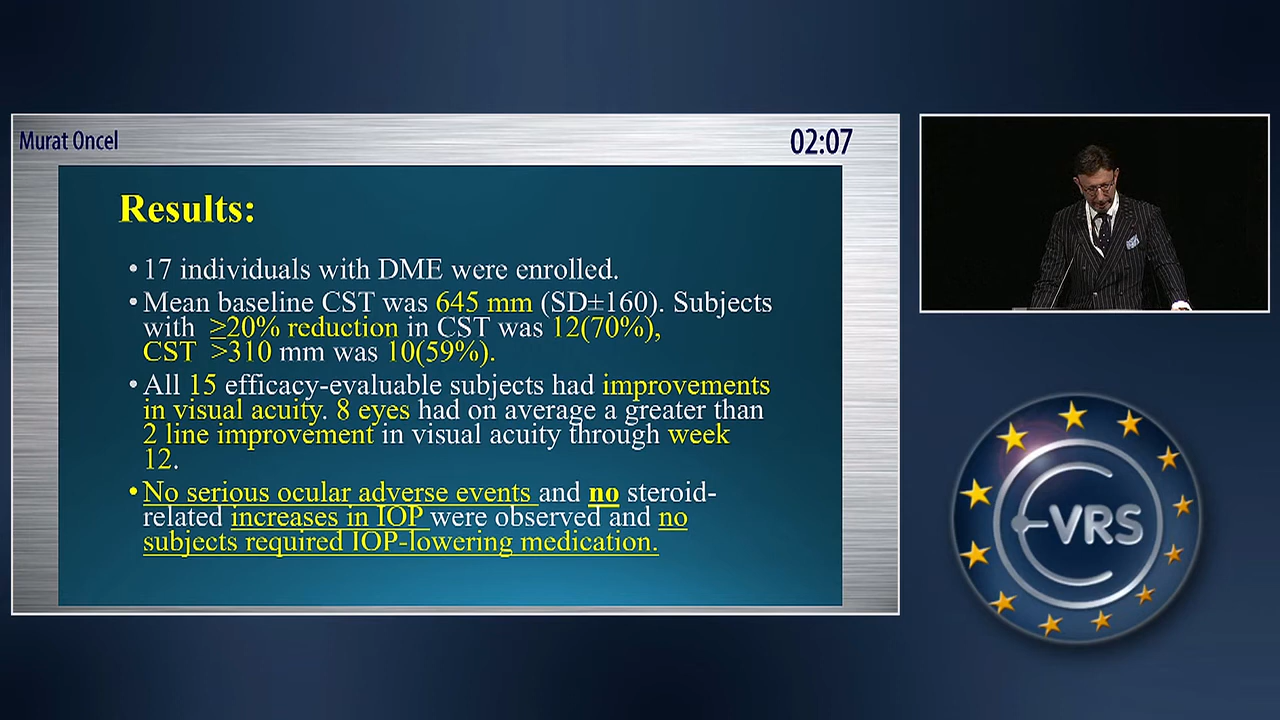 Murat Oncel
02:07
Results:
• 17 individuals with DME were enrolled.
• Mean baseline CST was 645 mm (SD±160). Subjects
with ≥20% reduction in CST was 12(70%),
CST >310 mm was 10(59%).
• All 15 efficacy-evaluable subjects had improvements
in visual acuity. 8 eyes had on average a greater than
2 line improvement in visual acuity through week
12.
• No serious ocular adverse events and no steroid-
related increases in IOP were observed and no
subjects required IOP-lowering medication.
EVRS